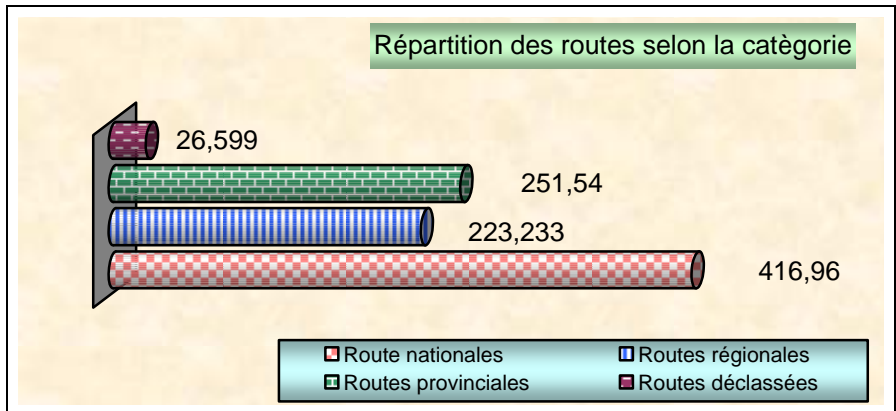 Répartition des routes selon la catègorie
26,599
251,54
223,233
416,96
Route nationales
Routes régionales
Routes provinciales
Routes déclassées